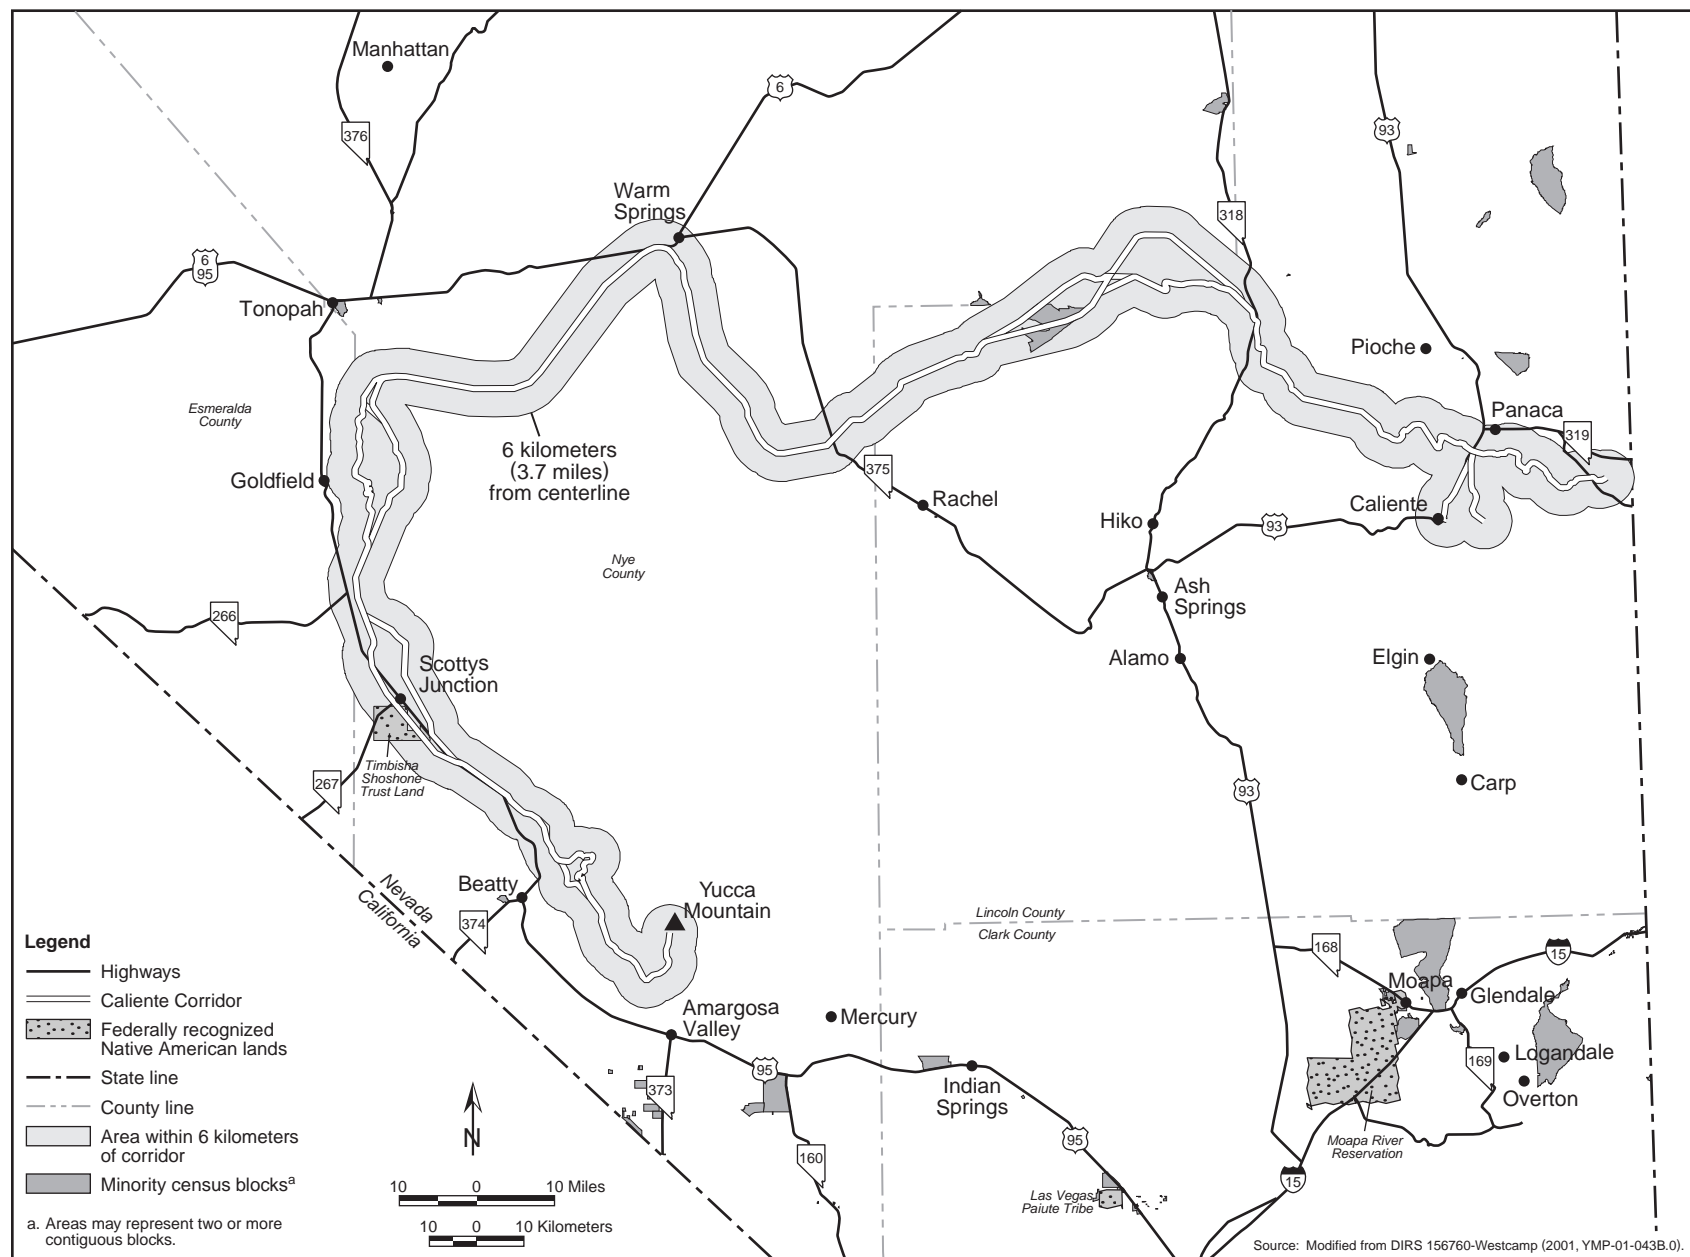 Manhattan
6
376
93
Warm
Springs
318
6
95
Tonopah
Pioche
Esmeralda
County
Panaca
319
6 kilometers
(3.7 miles)
from centerline
375
Goldfield
Rachel
Caliente
Hiko
93
Nye
County
Ash
Springs
266
Alamo
Elgin
Scottys
Junction
Timbisha
Shoshone
Trust Land
267
93
Carp
Beatty
Nevada
California
374
Yucca
Mountain
Lincoln County
Clark County
168
15
Moapa
Glendale
Amargosa
Valley
Mercury
169
Logandale
95
373
Indian
Springs
Overton
Moapa River
Reservation
160
95
15
Las Vegas
Paiute Tribe
Legend
Highways
Caliente Corridor
Federally recognized
Native American lands
State line
County line
Area within 6 kilometers
of corridor
Minority census blocksa
a. Areas may represent two or more
contiguous blocks.
N
10 0 10 Miles
10 0 10 Kilometers
Source: Modified from DIRS 156760-Westcamp (2001, YMP-01-043B.0).